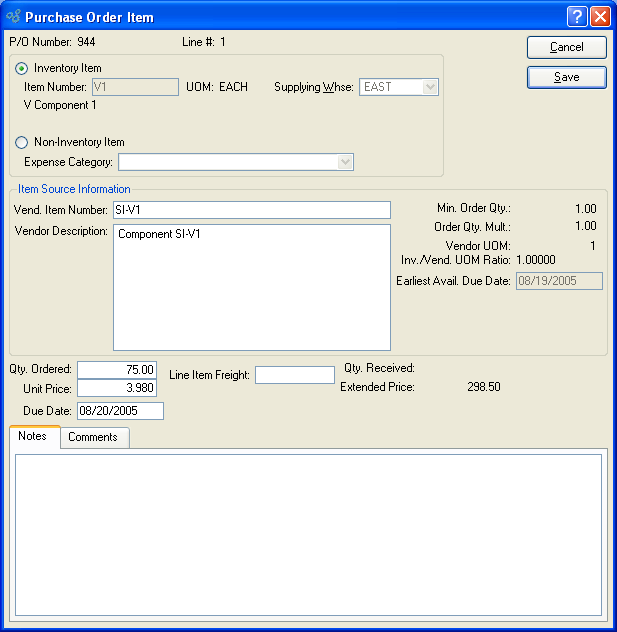 Purchase Order Item
P/O Number: 944 Line #: 1
Cancel
Save
Inventory Item
Item Number: V1 UOM: EACH Supplying Whse: EAST
V Component 1
Non-Inventory Item
Expense Category:
Item Source Information
Vend. Item Number: SI-V1
Vendor Description: Component SI-V1
Min. Order Qty.: 1.00
Order Qty. Mult.: 1.00
Vendor UOM: 1
Inv./Vend. UOM Ratio: 1.00000
Earliest Avail. Due Date: 08/19/2005
Qty. Ordered: 75.00
Unit Price: 3.980
Due Date: 08/20/2005
Line Item Freight:
Qty. Received:
Extended Price: 298.50
Notes Comments